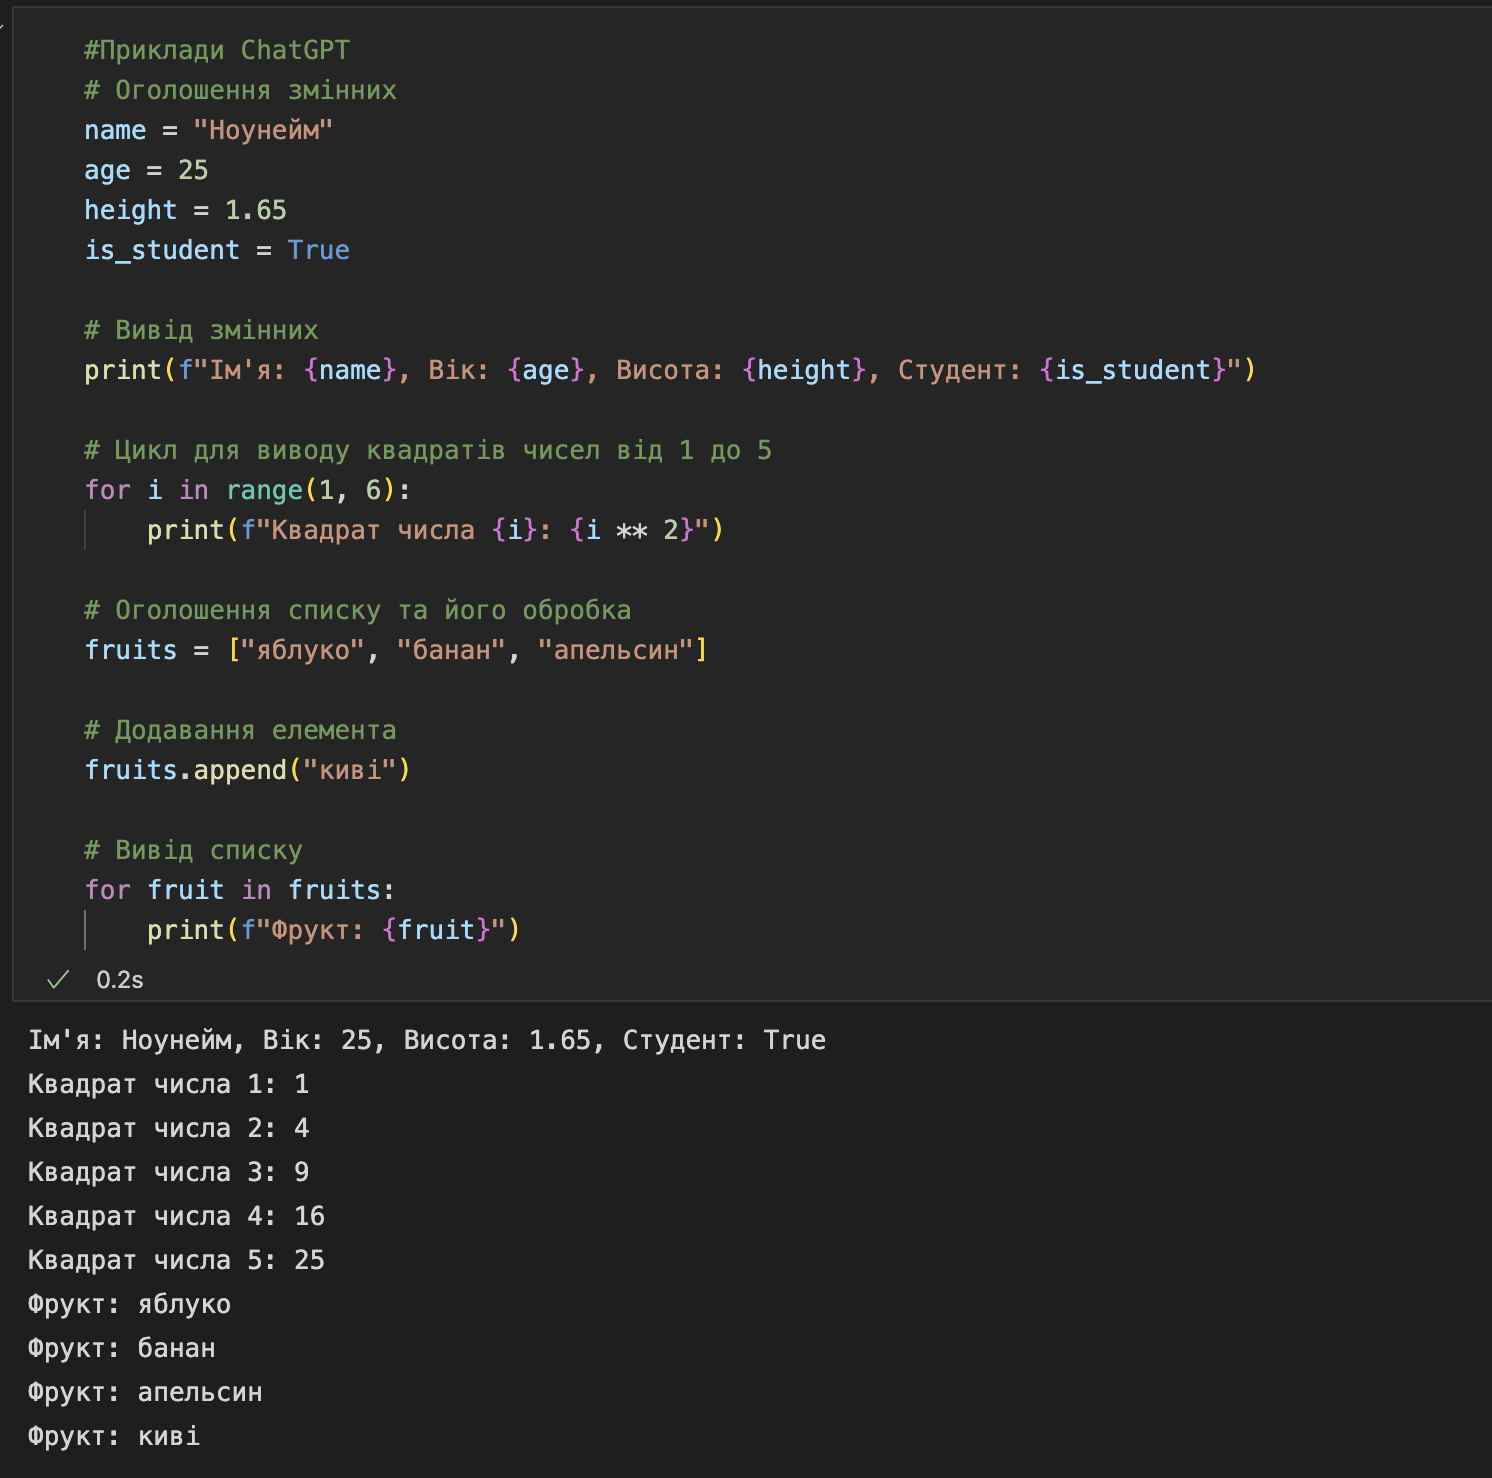 #Приклади ChatGPT
# Оголошення змінних
name = "Ноунейм"
age = 25
height = 1.65
is_student = True
# Вивід змінних
print(f"Ім'я: {name}, Вік: {age}, Висота: {height}, Студент: {is_student}")
# Цикл для виводу квадратів чисел від 1 до 5
for i in range(1, 6):
    print(f"Квадрат числа {i}: {i ** 2}")
# Оголошення списку та його обробка
fruits = ["яблуко", "банан", "апельсин"]
# Додавання елемента
fruits.append("киві")
# Вивід списку
for fruit in fruits:
    print(f"Фрукт: {fruit}")
0.2s
Ім'я: Ноунейм, Вік: 25, Висота: 1.65, Студент: True
Квадрат числа 1: 1
Квадрат числа 2: 4
Квадрат числа 3: 9
Квадрат числа 4: 16
Квадрат числа 5: 25
Фрукт: яблуко
Фрукт: банан
Фрукт: апельсин
Фрукт: киві